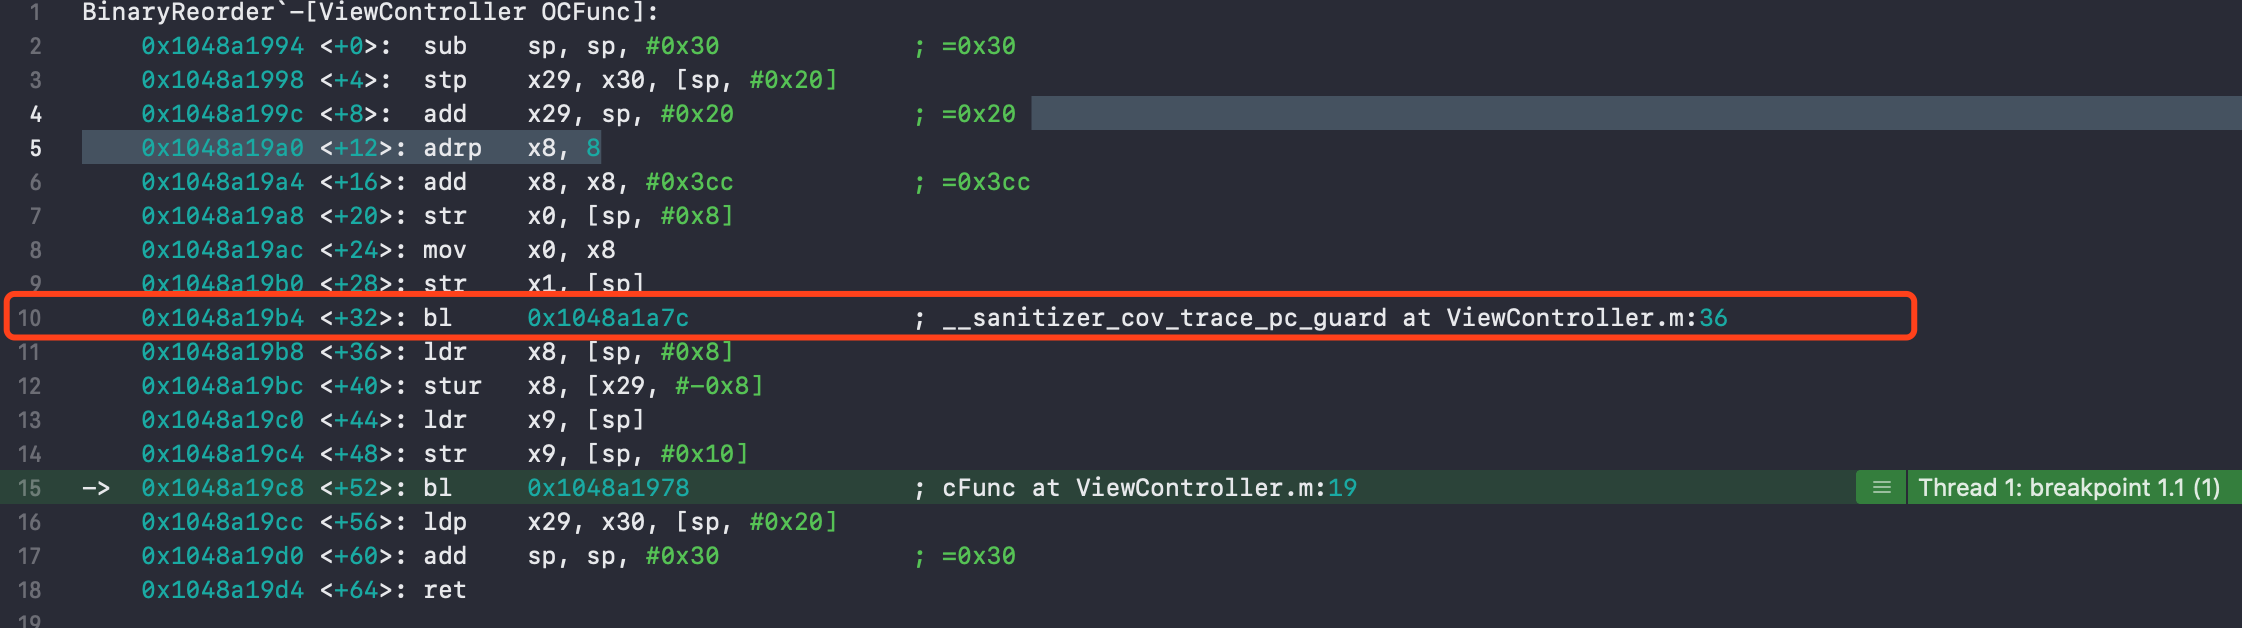 1 BinaryReorder`-[ViewController OCFunc]:
2 0x1048a1994 <+0>: sub sp, sp, #0x30 ; =0x30
3 0x1048a1998 <+4>: stp x29, x30, [sp, #0x20]
4 0x1048a199c <+8>: add x29, sp, #0x20 ; =0x20
5 0x1048a19a0 <+12>: adrp x8, 8
6 0x1048a19a4 <+16>: add x8, x8, #0x3cc ; =0x3cc
7 0x1048a19a8 <+20>: str x0, [sp, #0x8]
8 0x1048a19ac <+24>: mov x0, x8
9 0x1048a19b0 <+28>: str x1, [sp]
10 0x1048a19b4 <+32>: bl 0x1048a1a7c ; __sanitizer_cov_trace_pc_guard at ViewController.m:36
11 0x1048a19b8 <+36>: ldr x8, [sp, #0x8]
12 0x1048a19bc <+40>: stur x8, [x29, #-0x8]
13 0x1048a19c0 <+44>: ldr x9, [sp]
14 0x1048a19c4 <+48>: str x9, [sp, #0x10]
15 -> 0x1048a19c8 <+52>: bl 0x1048a1978 ; cFunc at ViewController.m:19 Thread 1: breakpoint 1.1 (1)
16 0x1048a19cc <+56>: ldp x29, x30, [sp, #0x20]
17 0x1048a19d0 <+60>: add sp, sp, #0x30 ; =0x30
18 0x1048a19d4 <+64>: ret
19